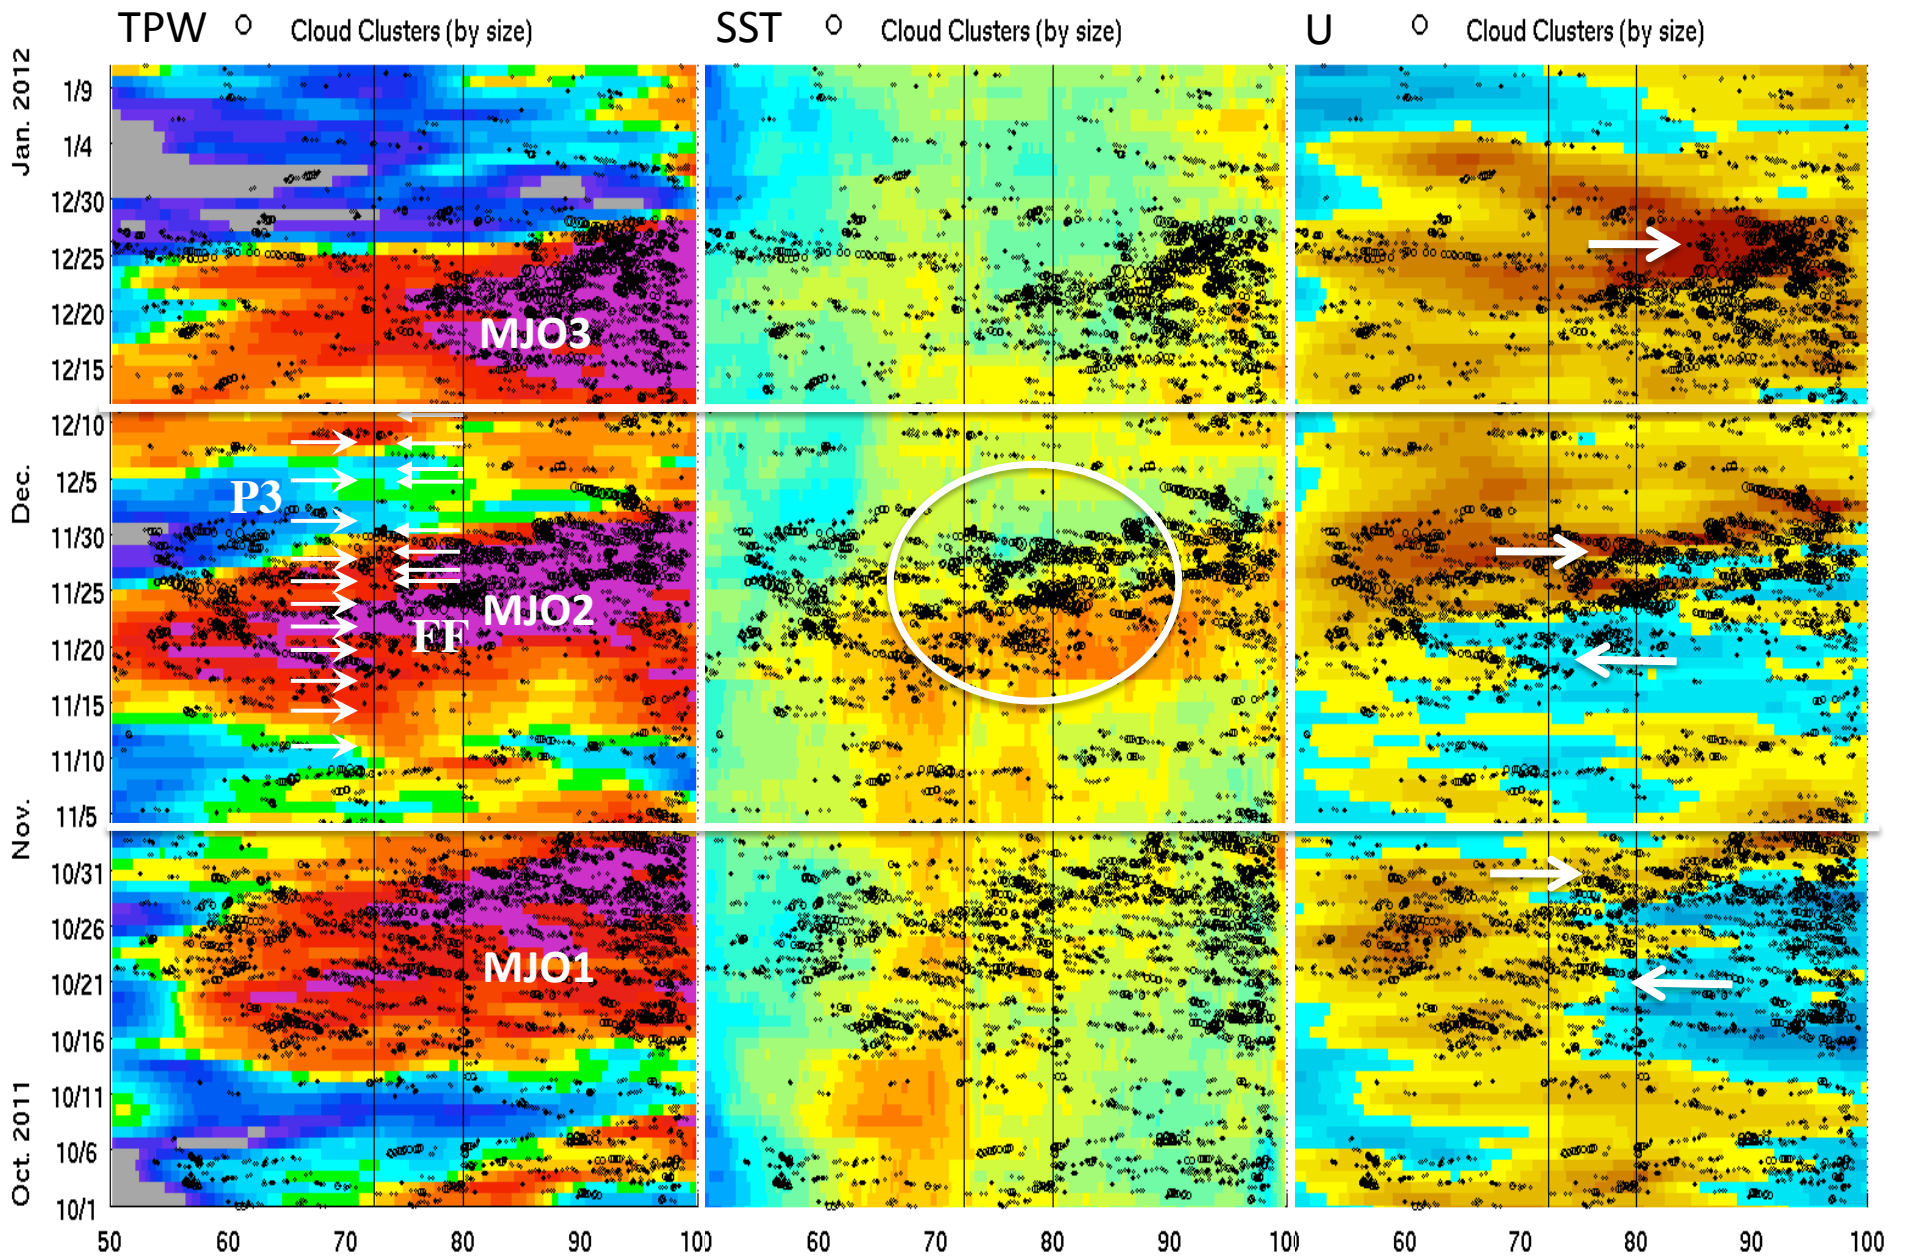 TPW Cloud Clusters (by size)
SST Cloud Clusters (by size)
U Cloud Clusters (by size)
Jan. 2012
Dec.
Nov.
Oct. 2011
1/9
1/4
12/30
12/25
12/20
12/15
12/10
12/5
11/30
11/25
11/20
11/15
11/10
11/5
10/31
10/26
10/21
10/16
10/11
10/6
10/1
MJO3
P3
MJO2
FF
MJO1
50 60 70 80 90 100
60 70 80 90 100
60 70 80 90 100